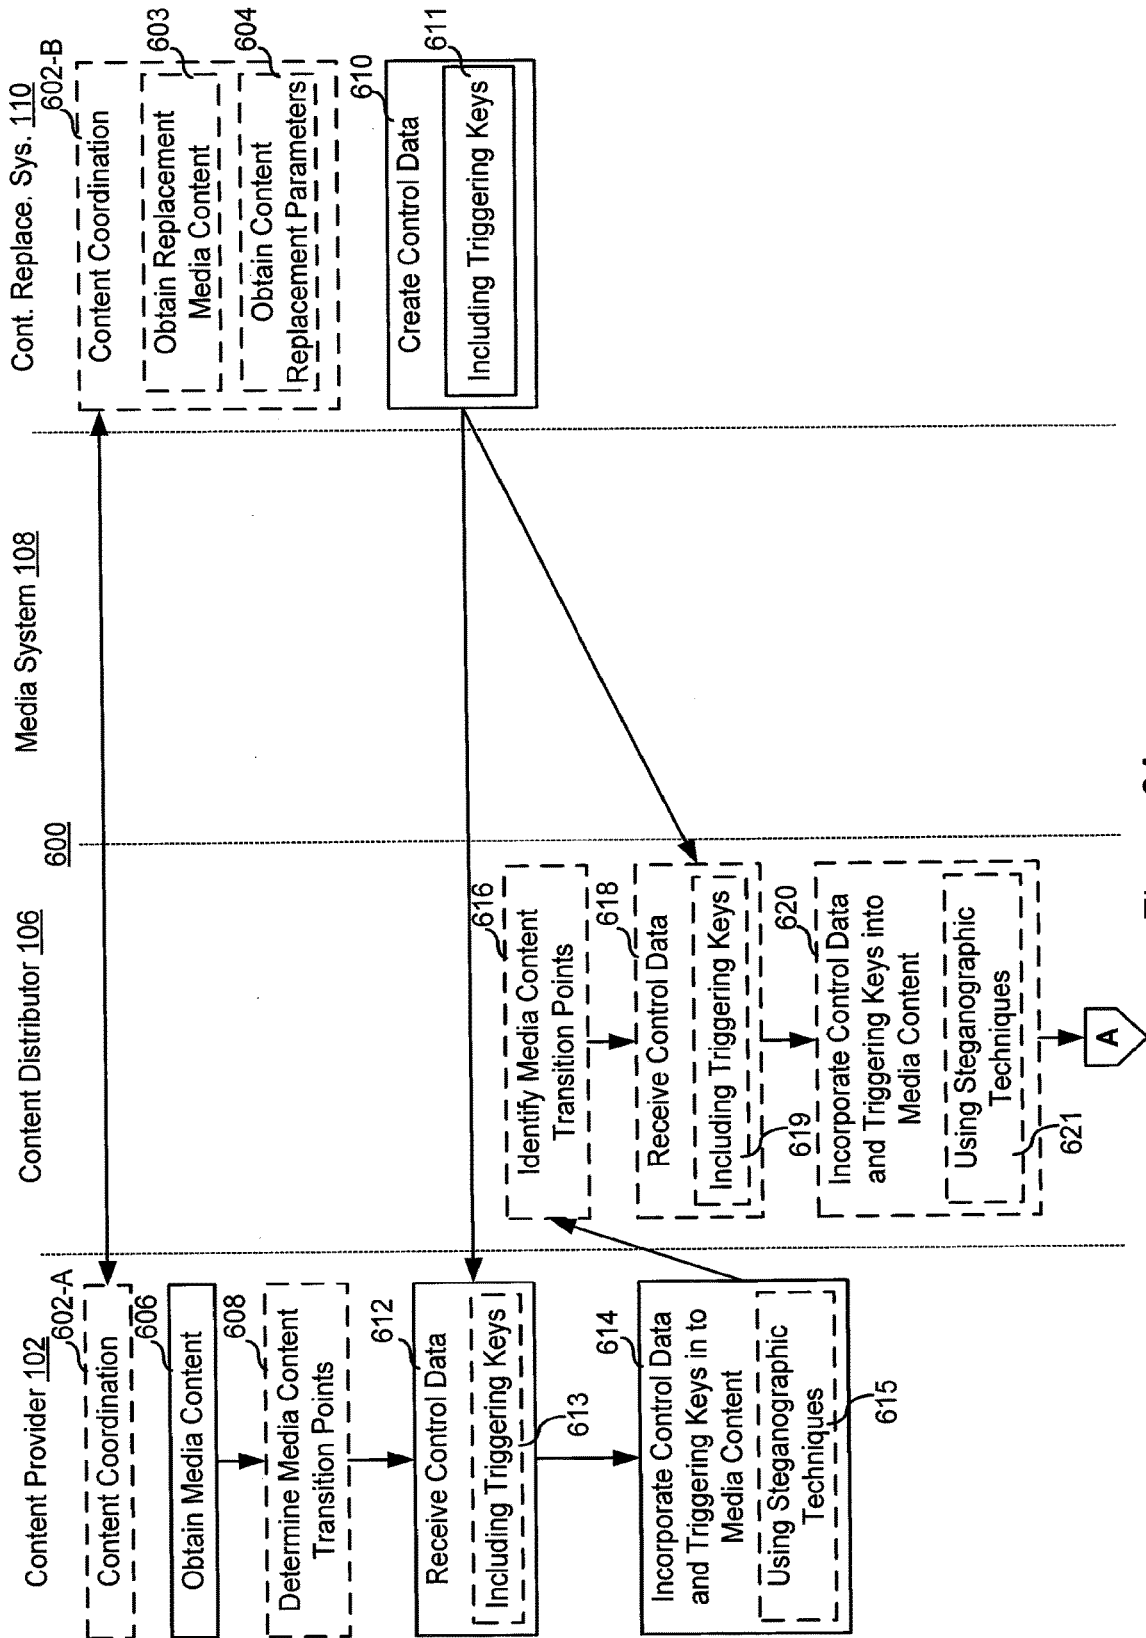 600
Content Provider 102
602-A
Content Coordination
606
Obtain Media Content
608
Determine Media Content
Transition Points
612
Receive Control Data
Including Triggering Keys
613
614
Incorporate Control Data
and Triggering Keys in to
Media Content
Using Steganographic
Techniques
615
Content Distributor 106
616
Identify Media Content
Transition Points
618
Receive Control Data
Including Triggering Keys
619
620
Incorporate Control Data
and Triggering Keys into
Media Content
Using Steganographic
Techniques
621
A
Media System 108
Cont. Replace. Sys. 110
602-B
Content Coordination
603
Obtain Replacement
Media Content
604
Obtain Content
Replacement Parameters
610
Create Control Data
611
Including Triggering Keys